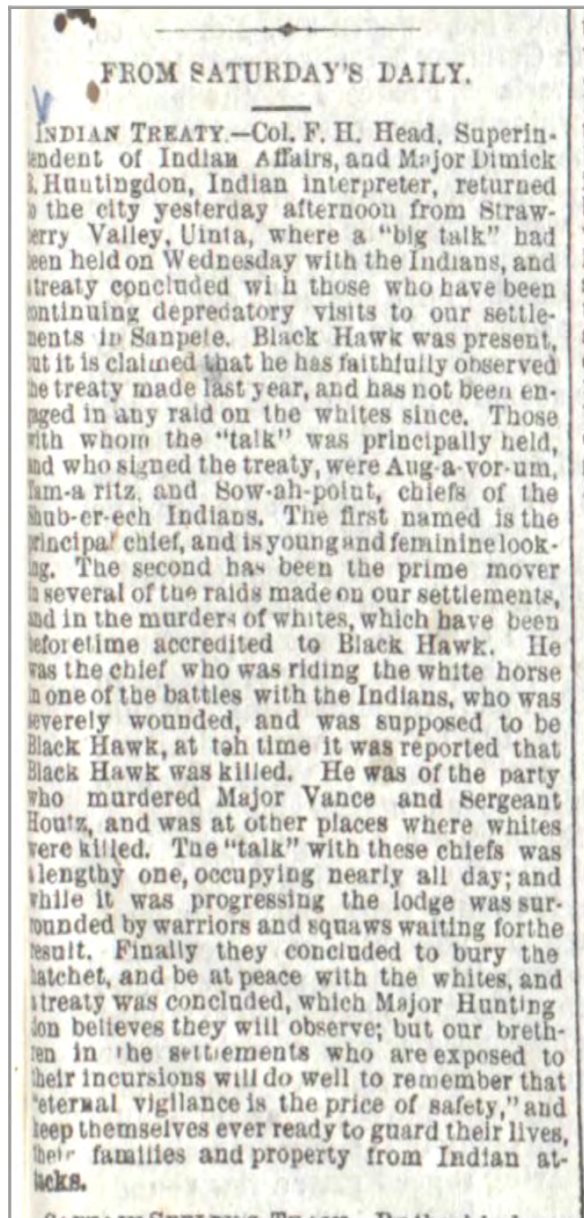 FROM SATURDAY'S DAILY.
INDIAN TREATY.—Col. F. H. Head, Superin-
tendent of Indian Affairs, and Major Dimick
B. Huntingdon, Indian interpreter, returned
to the city yesterday afternoon from Straw-
berry Valley, Uinta, where a "big talk" had
been held on Wednesday with the Indians, and
a treaty concluded wi h those who have been
continuing depredatory visits to our settle-
ments in Sanpete. Black Hawk was present,
but it is claimed that he has faithfully observed
the treaty made last year, and has not been en-
gaged in any raid on the whites since. Those
with whom the "talk" was principally held,
and who signed the treaty, were Aug-a-vor-um,
Tam-a ritz, and Sow-ah-point, chiefs of the
Shub-er-ech Indians. The first named is the
principal chief, and is young and feminine look-
ing. The second has been the prime mover
in several of the raids made on our settlements,
and in the murders of whites, which have been
beforetime accredited to Black Hawk. He
was the chief who was riding the white horse
in one of the battles with the Indians, who was
severely wounded, and was supposed to be
Black Hawk, at teh time it was reported that
Black Hawk was killed. He was of the party
who murdered Major Vance and Sergeant
Houtz, and was at other places where whites
were killed. Tne "talk" with these chiefs was
a lengthy one, occupying nearly all day; and
while it was progressing the lodge was sur-
rounded by warriors and squaws waiting forthe
result. Finally they concluded to bury the
hatchet, and be at peace with the whites, and
a treaty was concluded, which Major Hunting
don believes they will observe; but our breth-
ren in the settlements who are exposed to
their incursions will do well to remember that
"eternal vigilance is the price of safety," and
keep themselves ever ready to guard their lives,
their families and property from Indian at-
tacks.